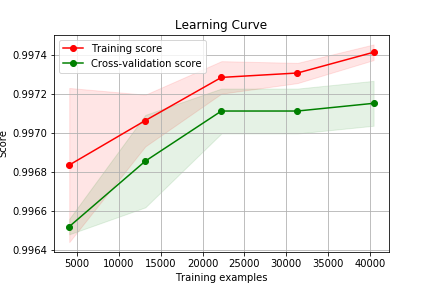 Learning Curve
Training score
Cross-validation score
Score
0.9974
0.9972
0.9970
0.9968
0.9966
0.9964
5000
10000
15000
20000
25000
30000
35000
40000
Training examples